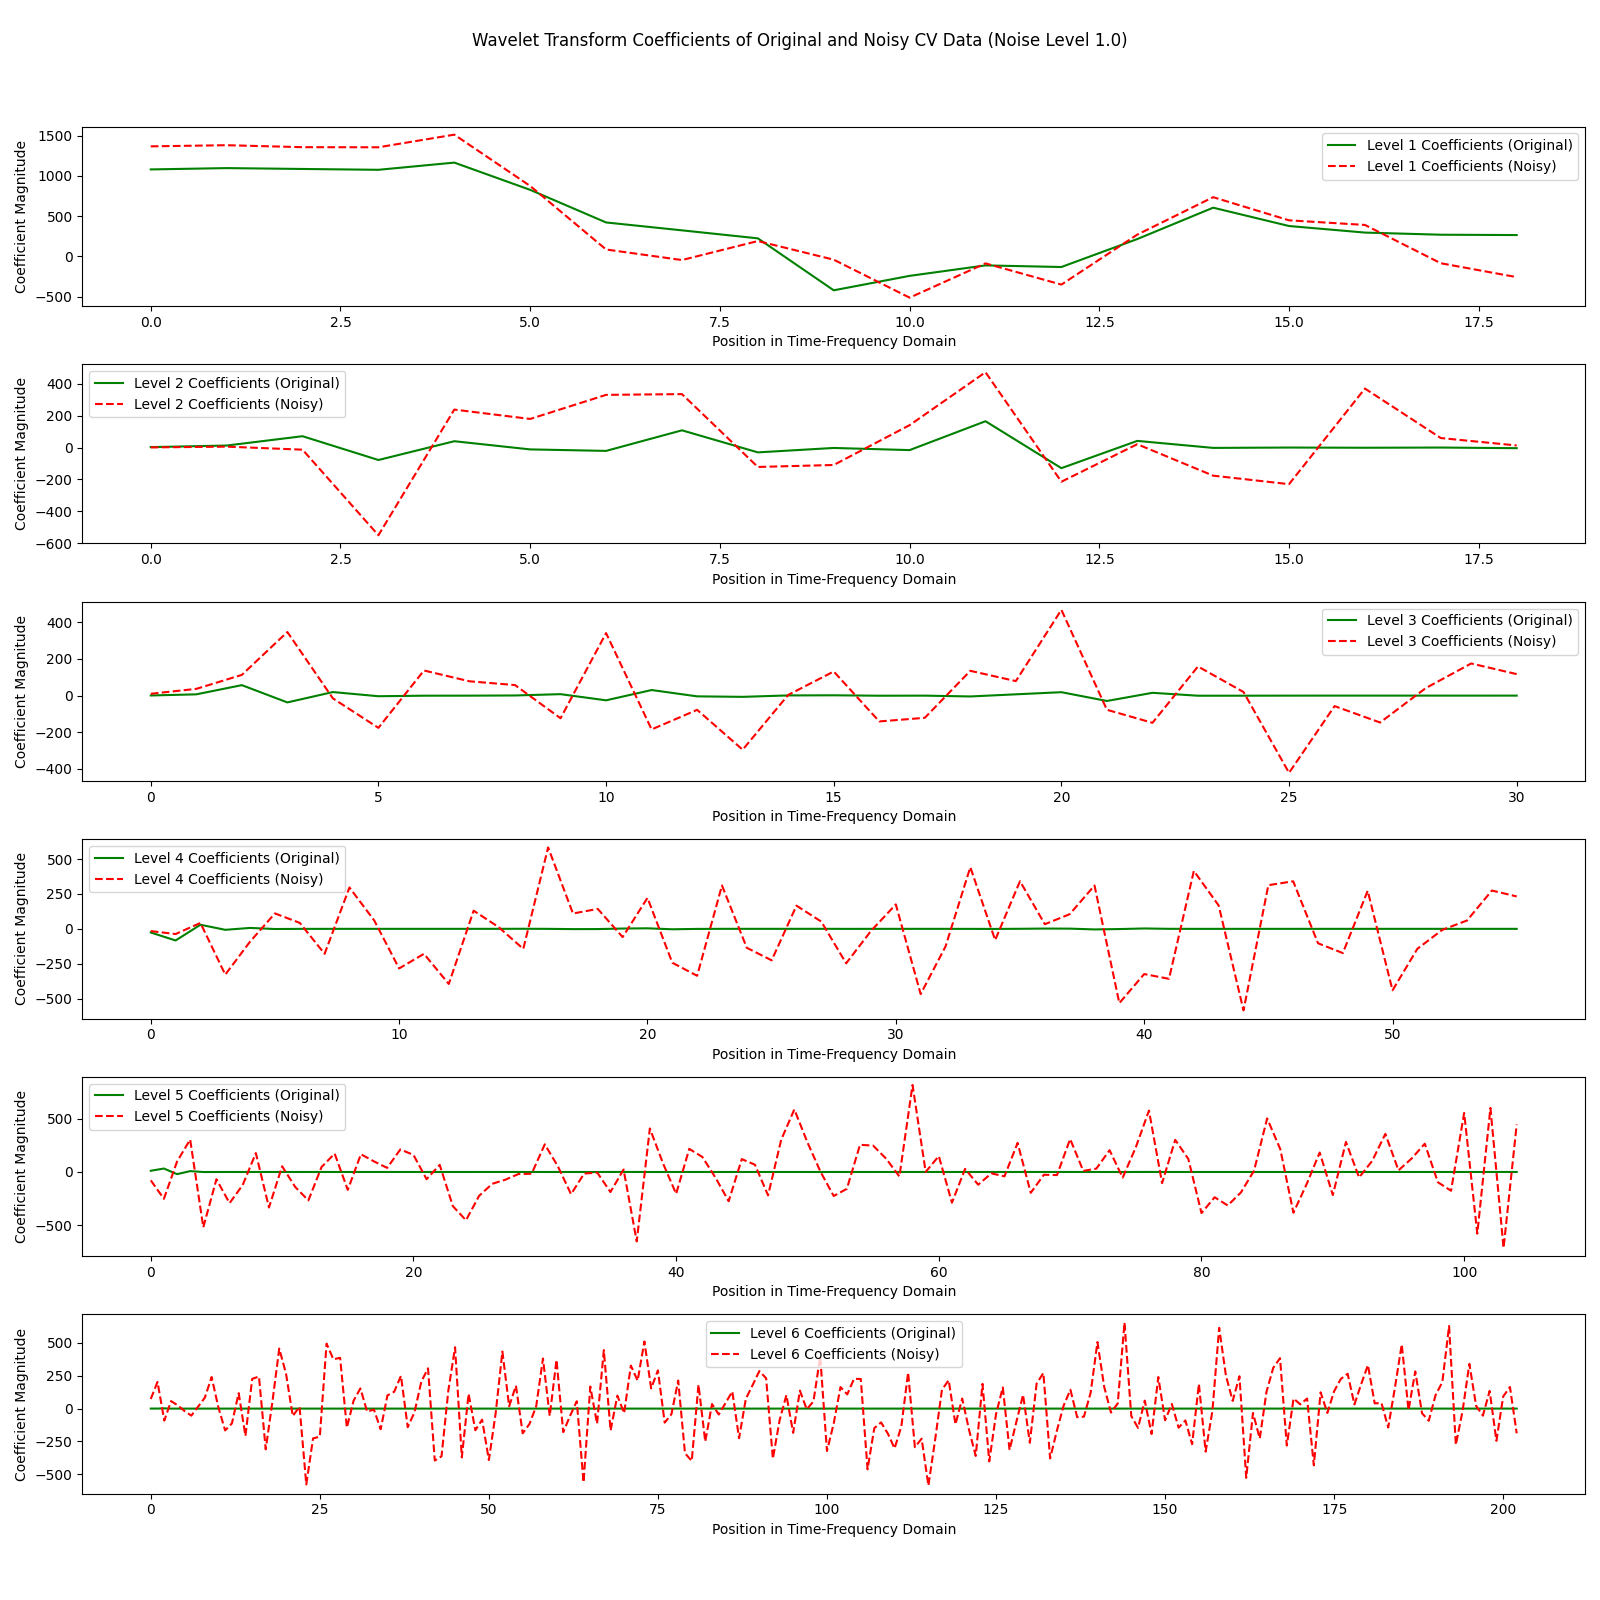 Wavelet Transform Coefficients of Original and Noisy CV Data (Noise Level 1.0)
Coefficient Magnitude
1500
1000
500
0
−500
Level 1 Coefficients (Original)
Level 1 Coefficients (Noisy)
0.0 2.5 5.0 7.5 10.0 12.5 15.0 17.5
Position in Time-Frequency Domain
Coefficient Magnitude
400
200
0
−200
−400
−600
Level 2 Coefficients (Original)
Level 2 Coefficients (Noisy)
0.0 2.5 5.0 7.5 10.0 12.5 15.0 17.5
Position in Time-Frequency Domain
Coefficient Magnitude
400
200
0
−200
−400
Level 3 Coefficients (Original)
Level 3 Coefficients (Noisy)
0 5 10 15 20 25 30
Position in Time-Frequency Domain
Coefficient Magnitude
500
250
0
−250
−500
Level 4 Coefficients (Original)
Level 4 Coefficients (Noisy)
0 10 20 30 40 50
Position in Time-Frequency Domain
Coefficient Magnitude
500
0
−500
Level 5 Coefficients (Original)
Level 5 Coefficients (Noisy)
0 20 40 60 80 100
Position in Time-Frequency Domain
Coefficient Magnitude
500
250
0
−250
−500
Level 6 Coefficients (Original)
Level 6 Coefficients (Noisy)
0 25 50 75 100 125 150 175 200
Position in Time-Frequency Domain